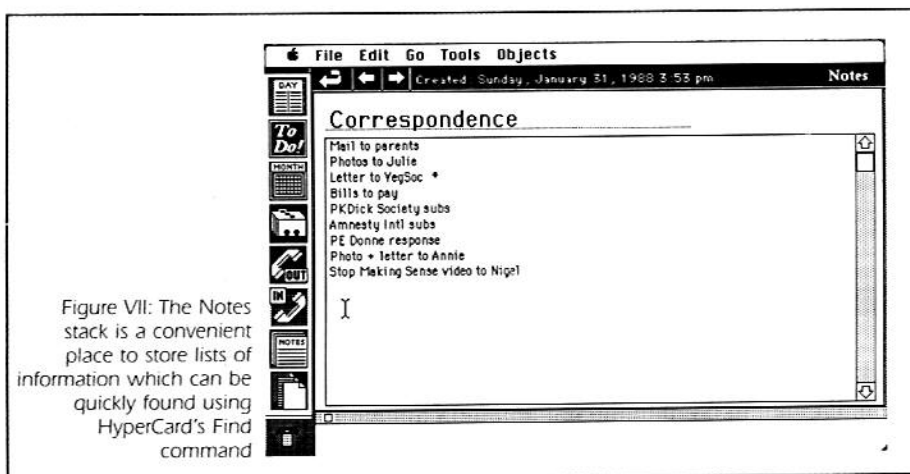 File Edit Go Tools Objects
Created Sunday, January 31, 1988 3:53 pm
Notes
DAY
To Do!
MONTH
OUT
IN
NOTES
Correspondence
Mail to parents
Photos to Julie
Letter to VegSoc *
Bills to pay
PKDick Society subs
Amnesty Intl subs
PE Donne response
Photo + letter to Annie
Stop Making Sense video to Nigel
Figure VII: The Notes
stack is a convenient
place to store lists of
information which can be
quickly found using
HyperCard's Find
command